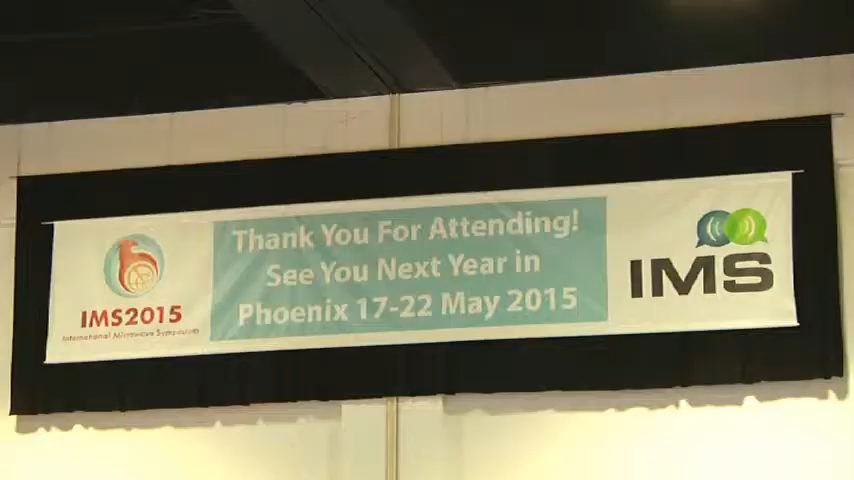 IMS2015
International Microwave Symposium
Thank You For Attending!
See You Next Year in
Phoenix 17-22 May 2015
IMS